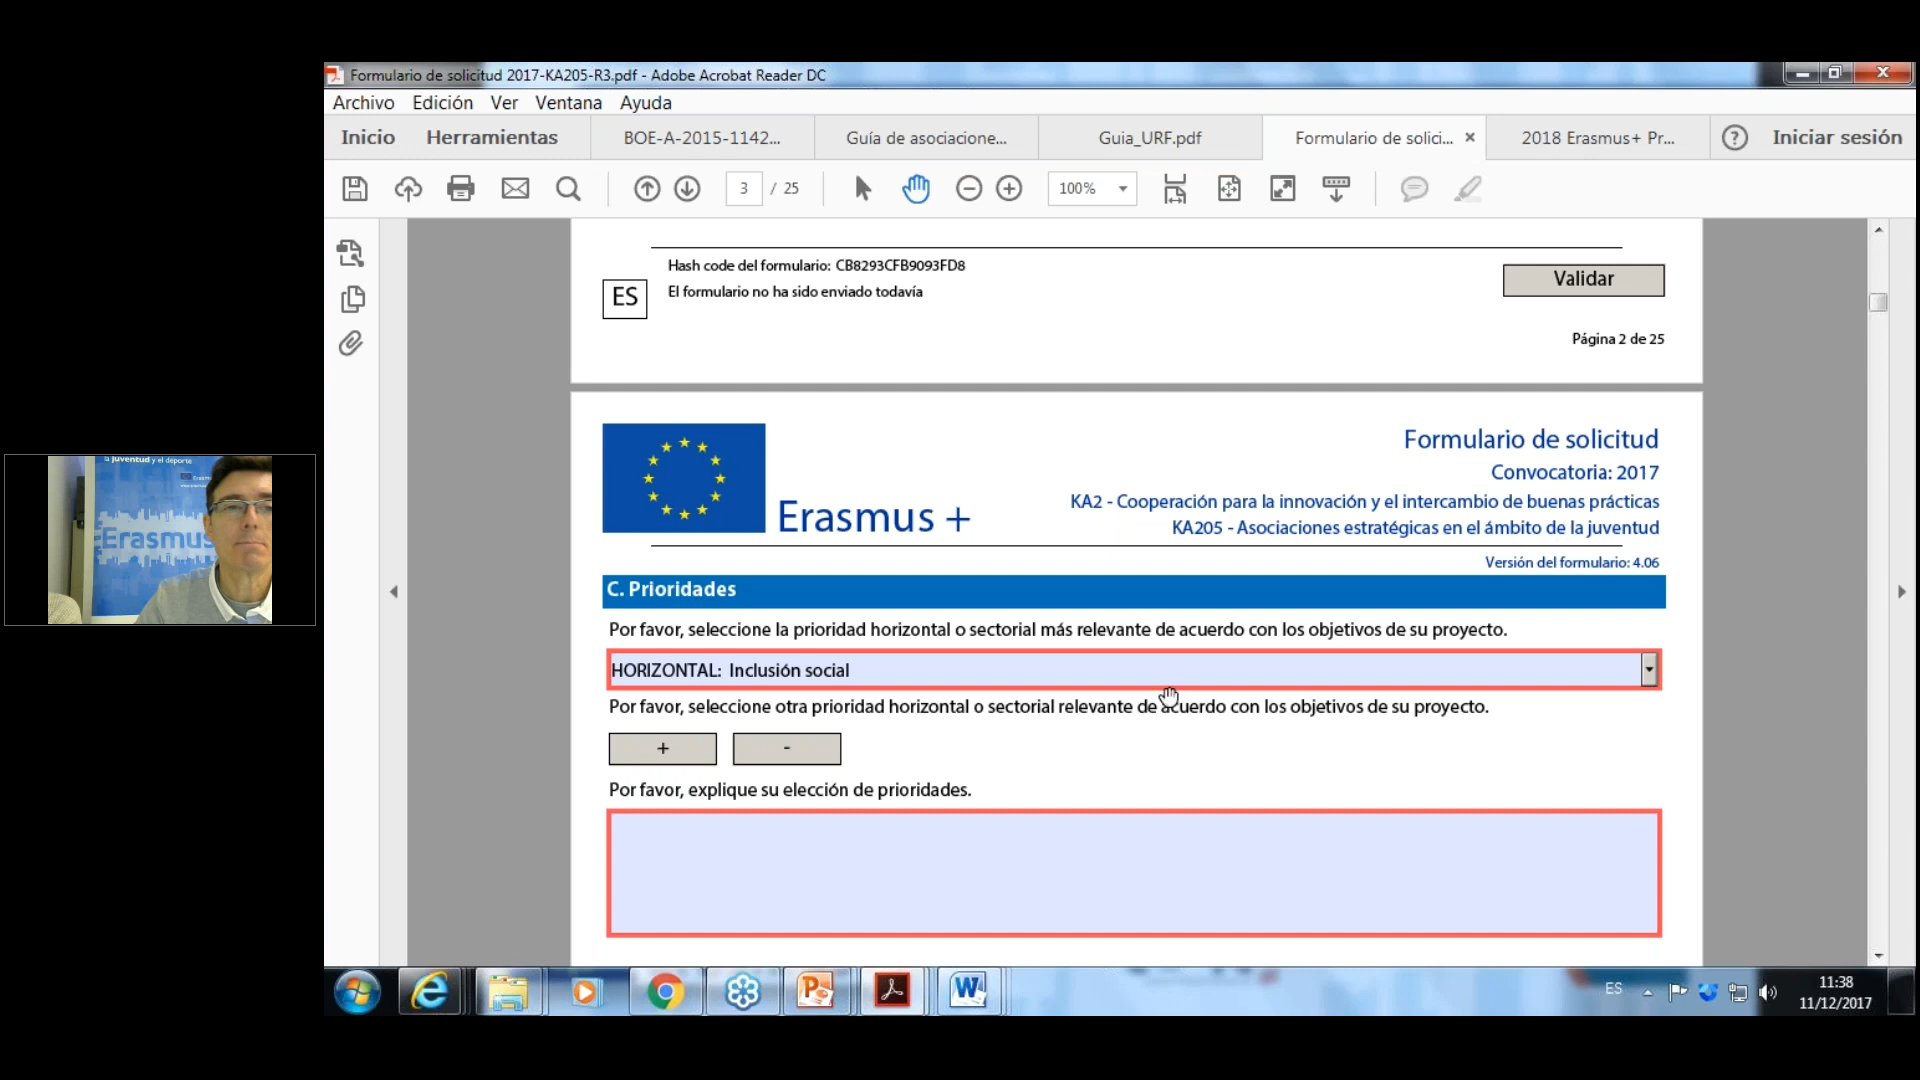 Formulario de solicitud 2017-KA205-R3.pdf - Adobe Acrobat Reader DC
Archivo Edición Ver Ventana Ayuda
Inicio Herramientas BOE-A-2015-1142... Guía de asociacione... Guia_URF.pdf Formulario de solici... × 2018 Erasmus+ Pr... ? Iniciar sesión
3 / 25 100%
Hash code del formulario: CB8293CFB9093FD8
ES
El formulario no ha sido enviado todavía
Validar
Página 2 de 25
Formulario de solicitud
Convocatoria: 2017
KA2 - Cooperación para la innovación y el intercambio de buenas prácticas
Erasmus +
KA205 - Asociaciones estratégicas en el ámbito de la juventud
Versión del formulario: 4.06
C. Prioridades
Por favor, seleccione la prioridad horizontal o sectorial más relevante de acuerdo con los objetivos de su proyecto.
HORIZONTAL: Inclusión social
Por favor, seleccione otra prioridad horizontal o sectorial relevante de acuerdo con los objetivos de su proyecto.
+ -
Por favor, explique su elección de prioridades.
la juventud y el deporte
Erasmus
ES
11:38
11/12/2017